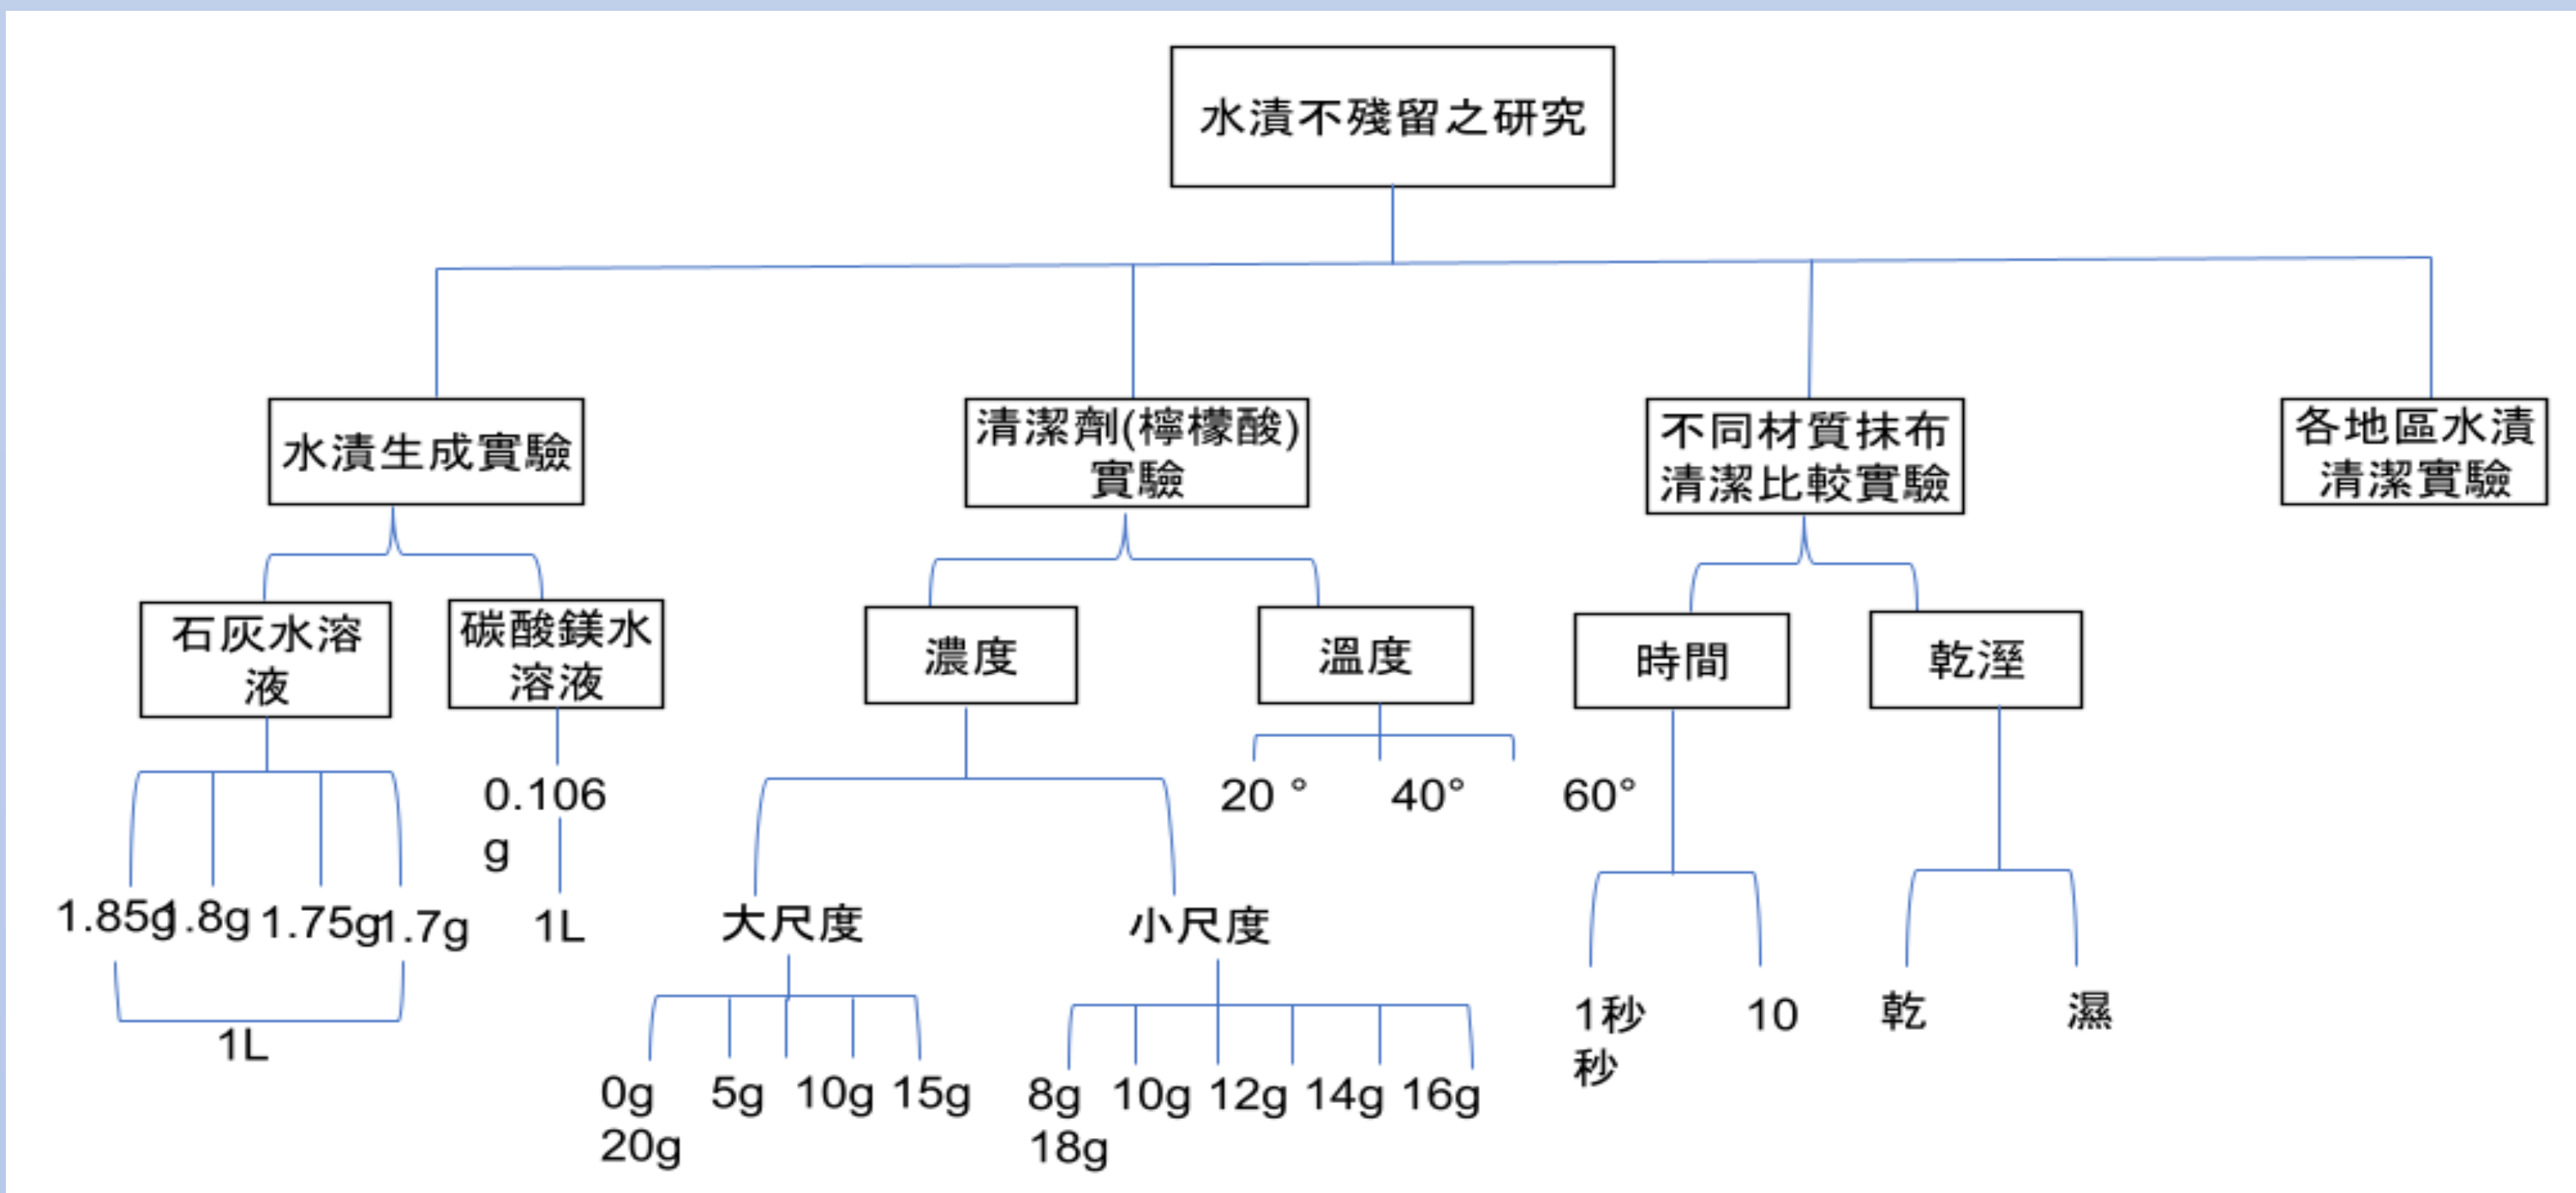 水漬不殘留之研究
水漬生成實驗
清潔劑(檸檬酸)
實驗
不同材質抹布
清潔比較實驗
各地區水漬
清潔實驗
石灰水溶
液
碳酸鎂水
溶液
濃度
溫度
時間
乾溼
0.106
g
20 ° 40° 60°
1.85g 1.8g 1.75g 1.7g
1L
1L
大尺度
小尺度
0g 5g 10g 15g
20g
8g 10g 12g 14g 16g
18g
1秒 10
秒
乾 濕